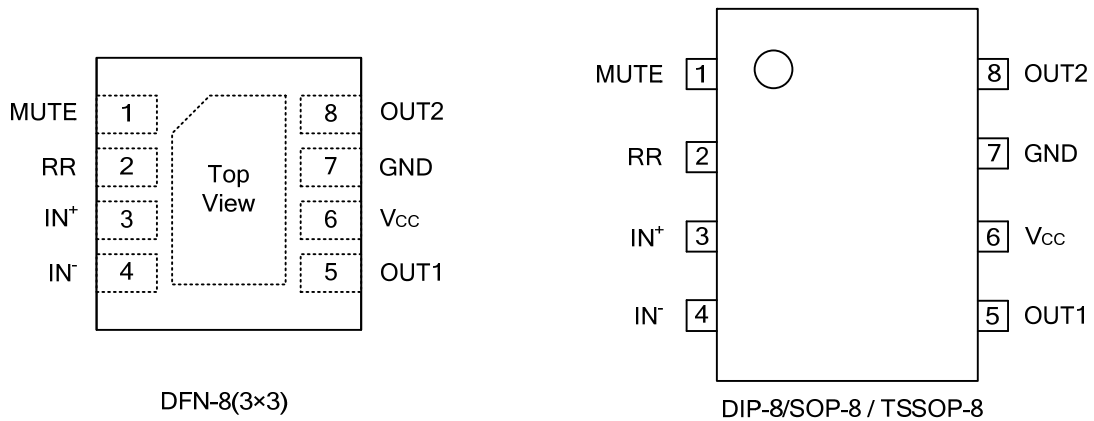 MUTE 1 8 OUT2
RR 2 7 GND
IN+ 3 6 VCC
IN- 4 5 OUT1
Top
View
DFN-8(3×3)
MUTE 1 8 OUT2
RR 2 7 GND
IN+ 3 6 VCC
IN- 4 5 OUT1
DIP-8/SOP-8 / TSSOP-8